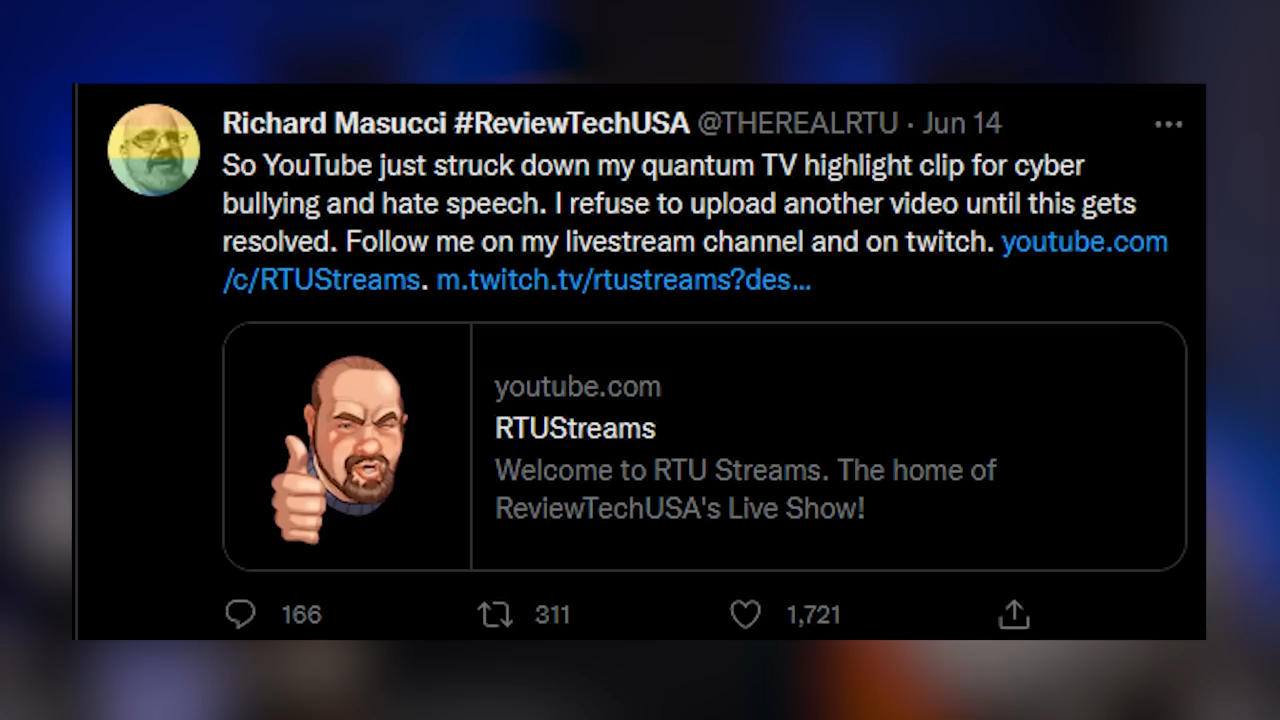 Richard Masucci #ReviewTechUSA @THEREALRTU · Jun 14
So YouTube just struck down my quantum TV highlight clip for cyber
bullying and hate speech. I refuse to upload another video until this gets
resolved. Follow me on my livestream channel and on twitch. youtube.com
/c/RTUStreams. m.twitch.tv/rtustreams?des...
youtube.com
RTUStreams
Welcome to RTU Streams. The home of
ReviewTechUSA's Live Show!
166 311 1,721